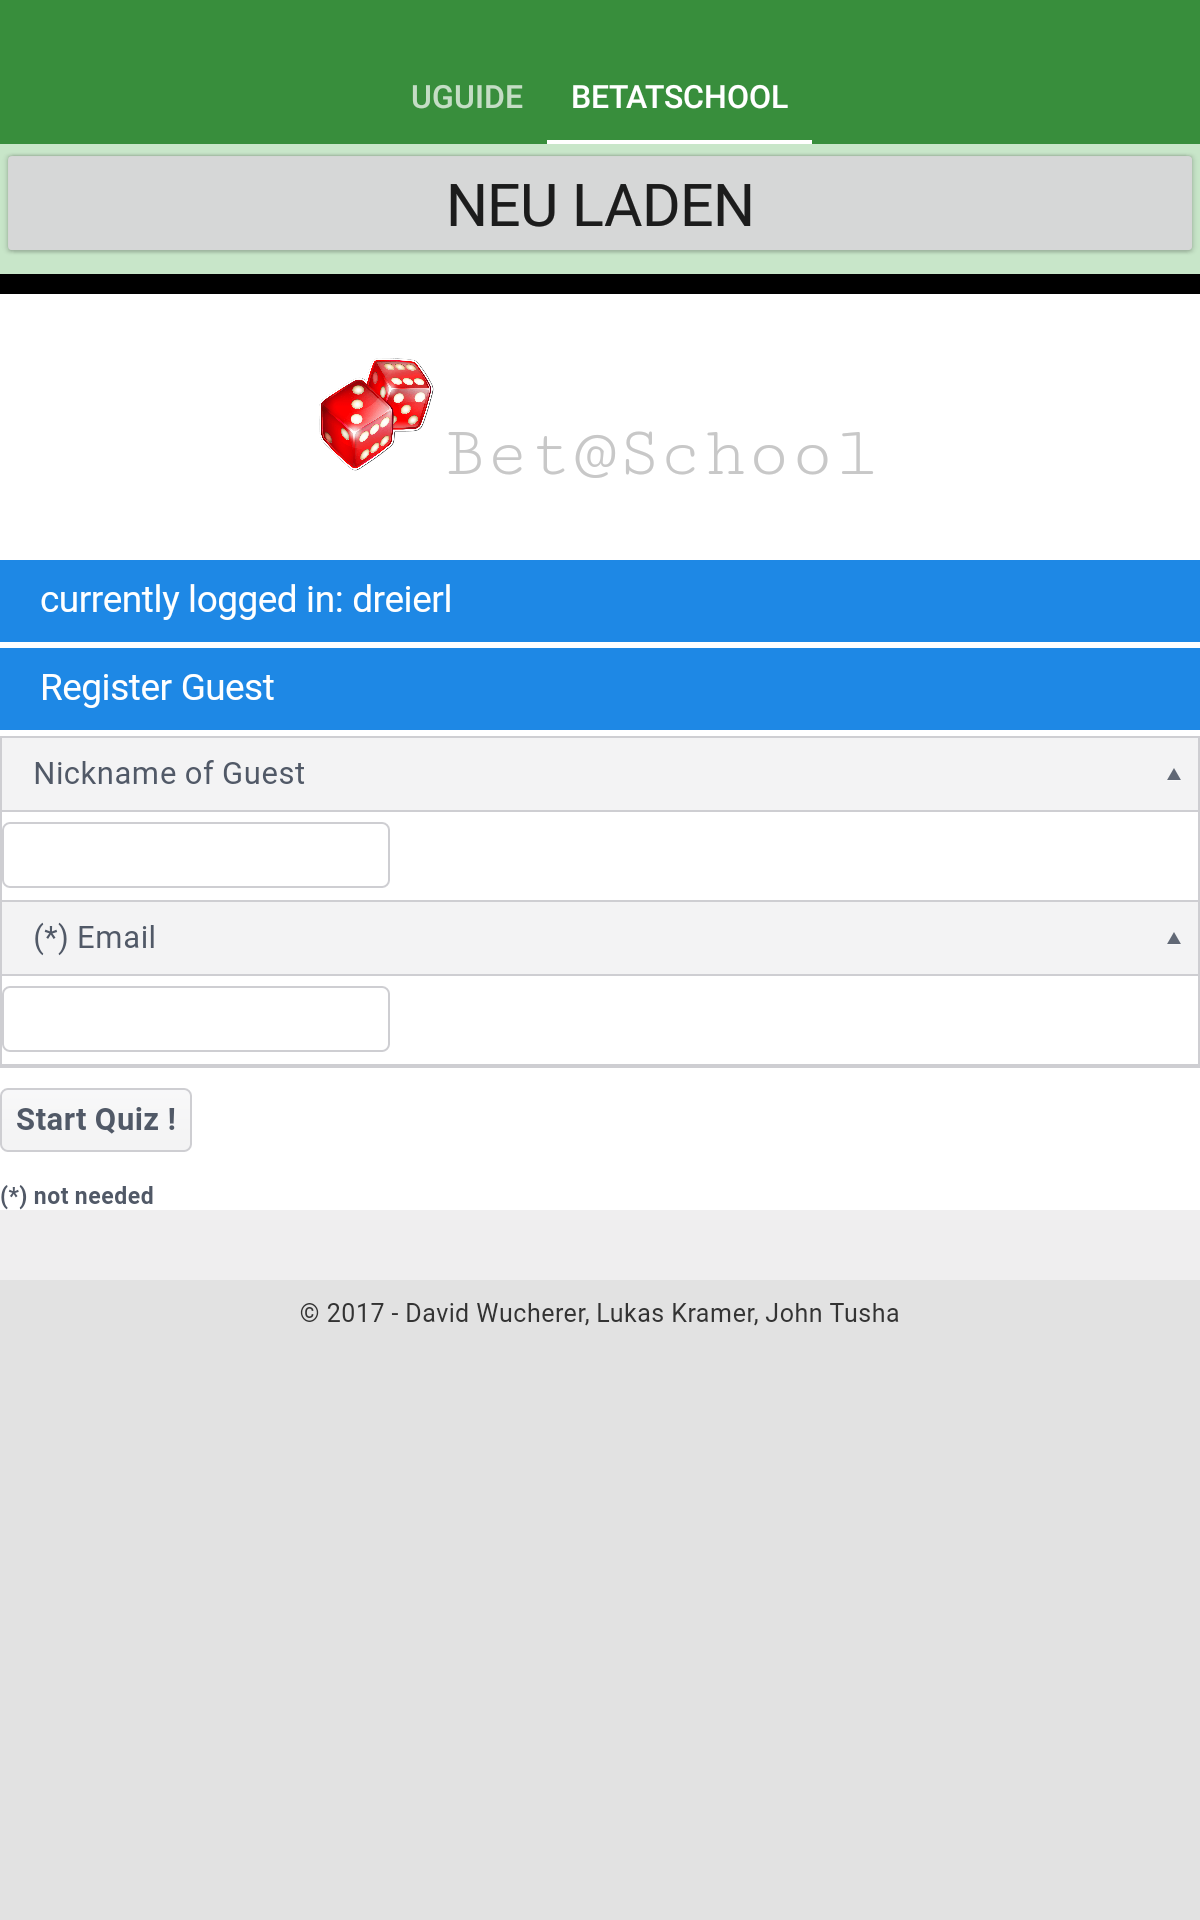 UGUIDE BETATSCHOOL
NEU LADEN
Bet@School
currently logged in: dreierl
Register Guest
Nickname of Guest ▲
(*) Email ▲
Start Quiz !
(*) not needed
© 2017 - David Wucherer, Lukas Kramer, John Tusha